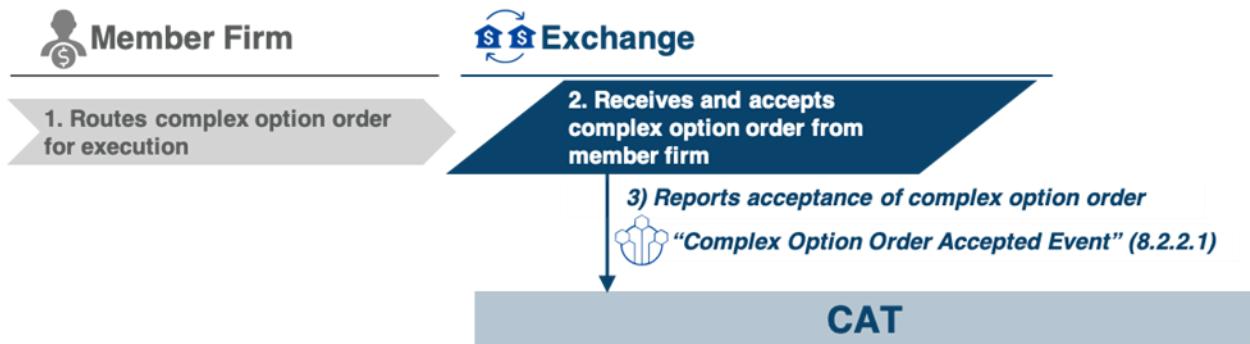 Member Firm
Exchange
1. Routes complex option order
for execution
2. Receives and accepts
complex option order from
member firm
3) Reports acceptance of complex option order
“Complex Option Order Accepted Event” (8.2.2.1)
CAT